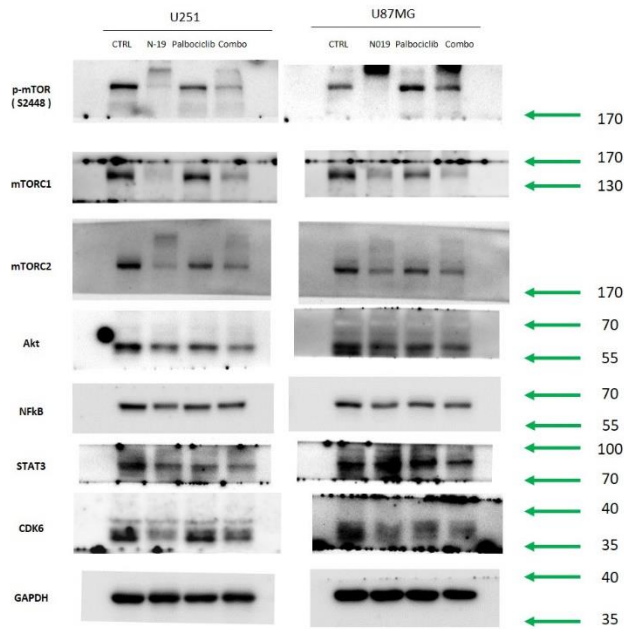 U251 U87MG
CTRL N-19 Palbociclib Combo CTRL N019 Palbociclib Combo
p-mTOR
( S2448 )
170
170
mTORC1
130
mTORC2
170
70
Akt
55
70
NFkB
55
100
STAT3
70
40
CDK6
35
40
GAPDH
35